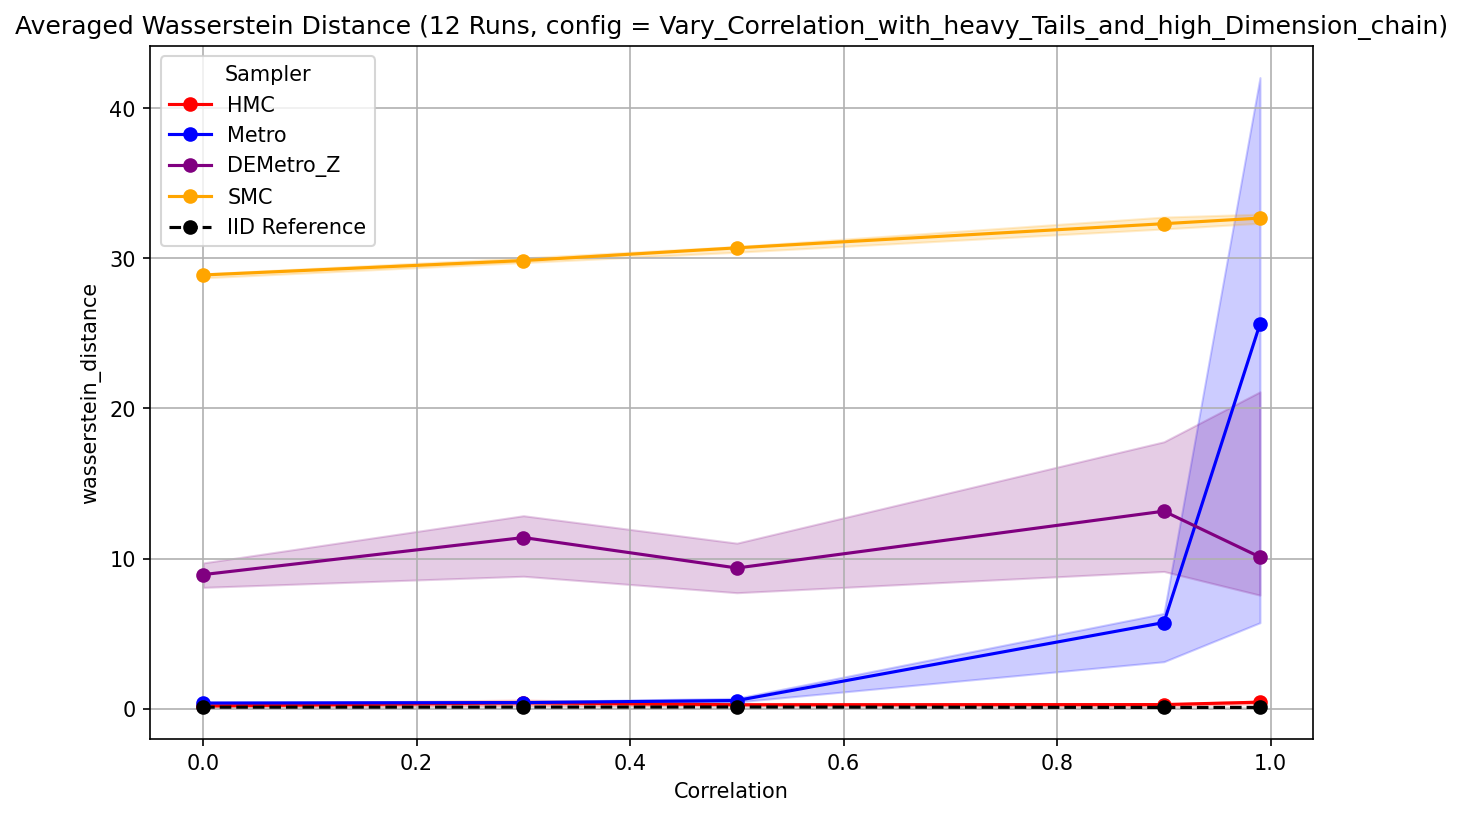 Averaged Wasserstein Distance (12 Runs, config = Vary_Correlation_with_heavy_Tails_and_high_Dimension_chain)
Sampler
HMC
Metro
DEMetro_Z
SMC
IID Reference
wasserstein_distance
40
30
20
10
0
0.0
0.2
0.4
0.6
0.8
1.0
Correlation